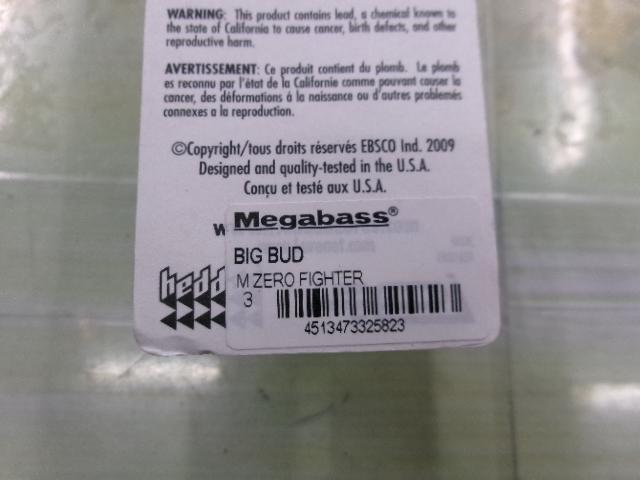 WARNING: This product contains lead, a chemical known to
the state of California to cause cancer, birth defects, and other
reproductive harm.
AVERTISSEMENT: Ce produit contient du plomb. Le plomb
es reconnu par l'état de la Californie comme pouvant causer la
cancer, des déformations à la naissance ou d'autres problemés
connexes a la reproduction.
©Copyright/tous droits réservés EBSCO Ind. 2009
Designed and quality-tested in the U.S.A.
Conçu et testé aux U.S.A.
Megabass®
BIG BUD
M ZERO FIGHTER
3
4513473325823
hedd